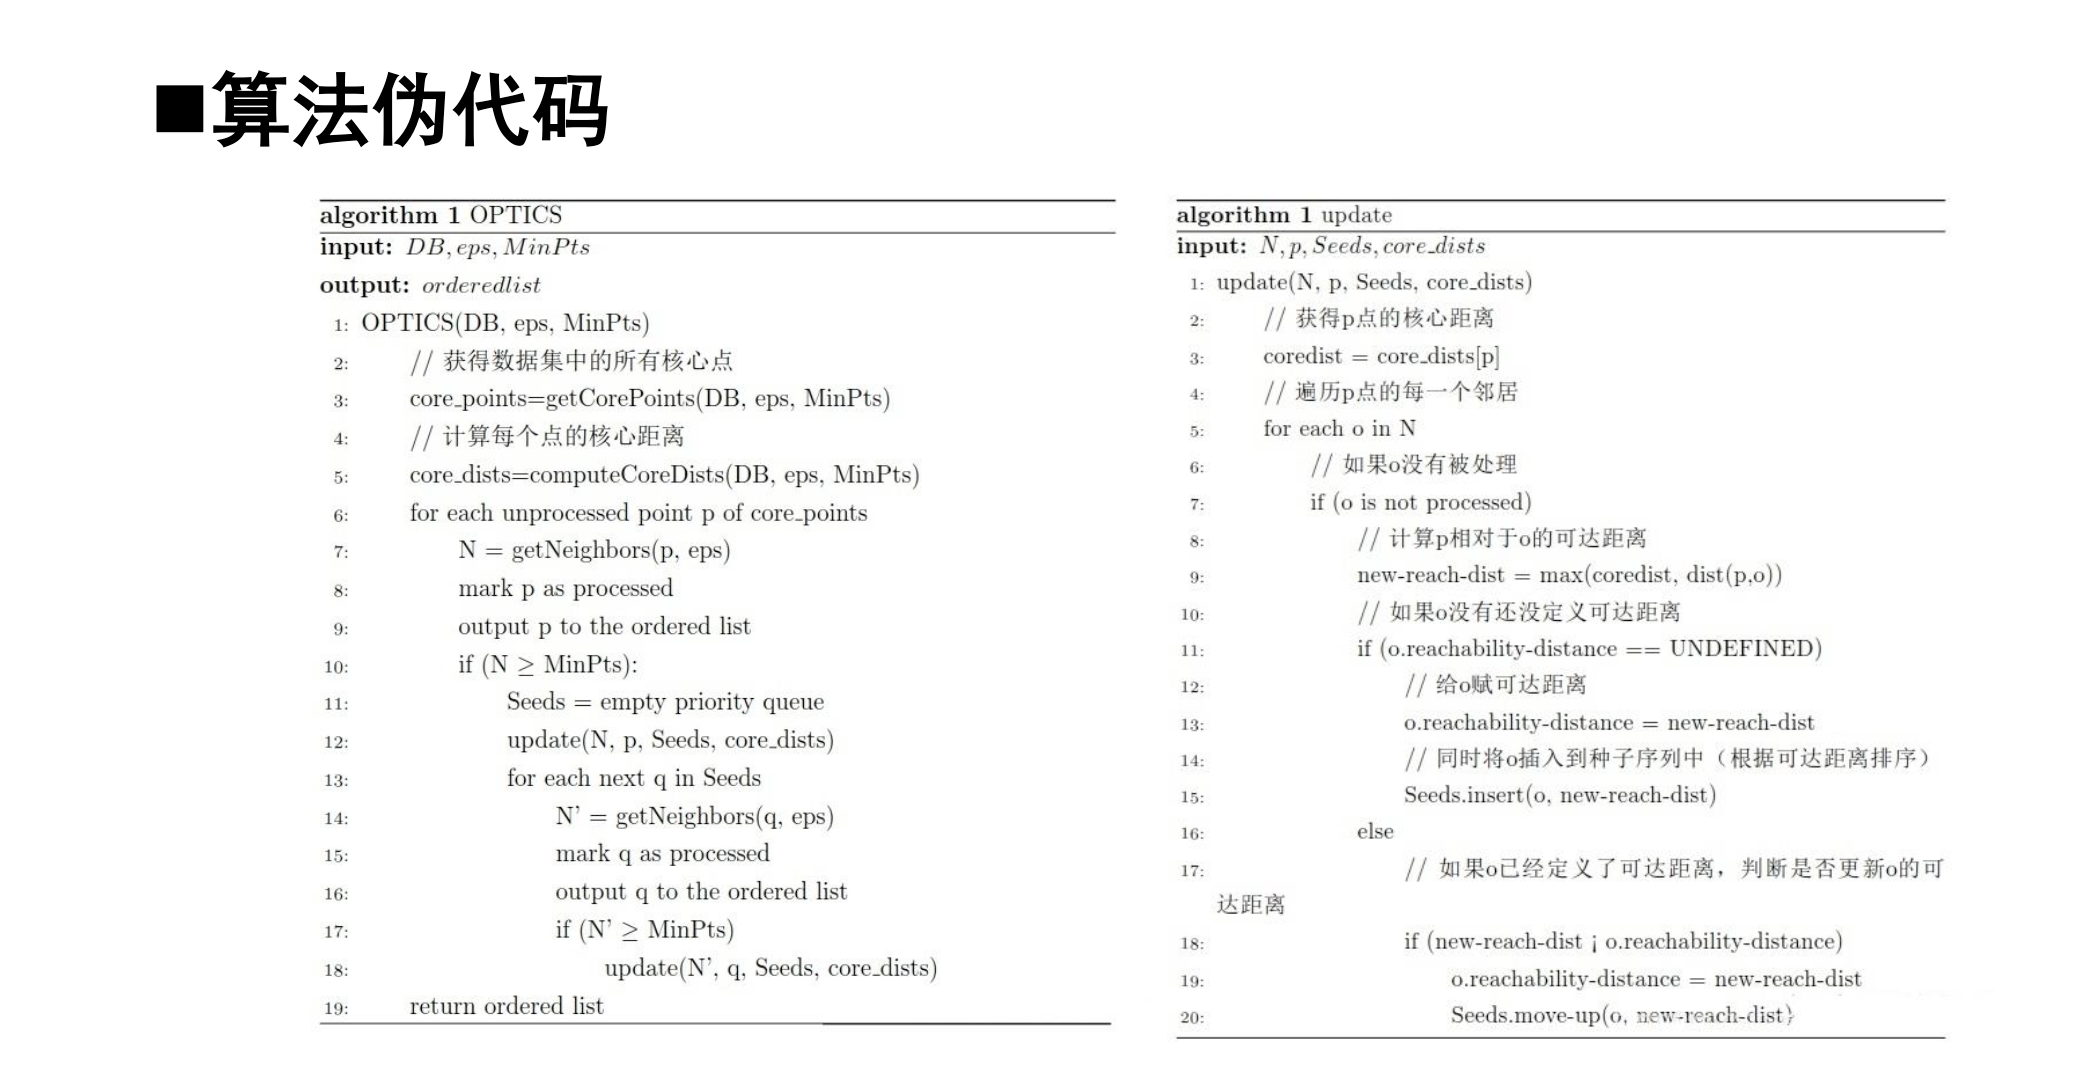 ■算法伪代码
algorithm 1 OPTICS
input: DB, eps, MinPts
output: orderedlist
1: OPTICS(DB, eps, MinPts)
2: // 获得数据集中的所有核心点
3: core_points=getCorePoints(DB, eps, MinPts)
4: // 计算每个点的核心距离
5: core_dists=computeCoreDists(DB, eps, MinPts)
6: for each unprocessed point p of core_points
7: N = getNeighbors(p, eps)
8: mark p as processed
9: output p to the ordered list
10: if (N ≥ MinPts):
11: Seeds = empty priority queue
12: update(N, p, Seeds, core_dists)
13: for each next q in Seeds
14: N' = getNeighbors(q, eps)
15: mark q as processed
16: output q to the ordered list
17: if (N' ≥ MinPts)
18: update(N', q, Seeds, core_dists)
19: return ordered list
algorithm 1 update
input: N, p, Seeds, core_dists
1: update(N, p, Seeds, core_dists)
2: // 获得p点的核心距离
3: coredist = core_dists[p]
4: // 遍历p点的每一个邻居
5: for each o in N
6: // 如果o没有被处理
7: if (o is not processed)
8: // 计算p相对于o的可达距离
9: new-reach-dist = max(coredist, dist(p,o))
10: // 如果o没有还没定义可达距离
11: if (o.reachability-distance == UNDEFINED)
12: // 给o赋可达距离
13: o.reachability-distance = new-reach-dist
14: // 同时将o插入到种子序列中（根据可达距离排序）
15: Seeds.insert(o, new-reach-dist)
16: else
17: // 如果o已经定义了可达距离，判断是否更新o的可
达距离
18: if (new-reach-dist ¡ o.reachability-distance)
19: o.reachability-distance = new-reach-dist
20: Seeds.move-up(o, new-reach-dist)